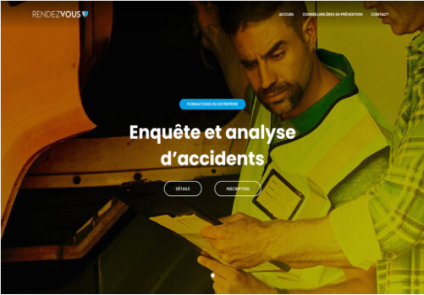 RENDEZVOUS
ACCUEIL CONSEILLERS.ÈRES EN PRÉVENTION CONTACT
FORMATIONS EN ENTREPRISE
Enquête et analyse
d'accidents
DÉTAILS INSCRIPTION